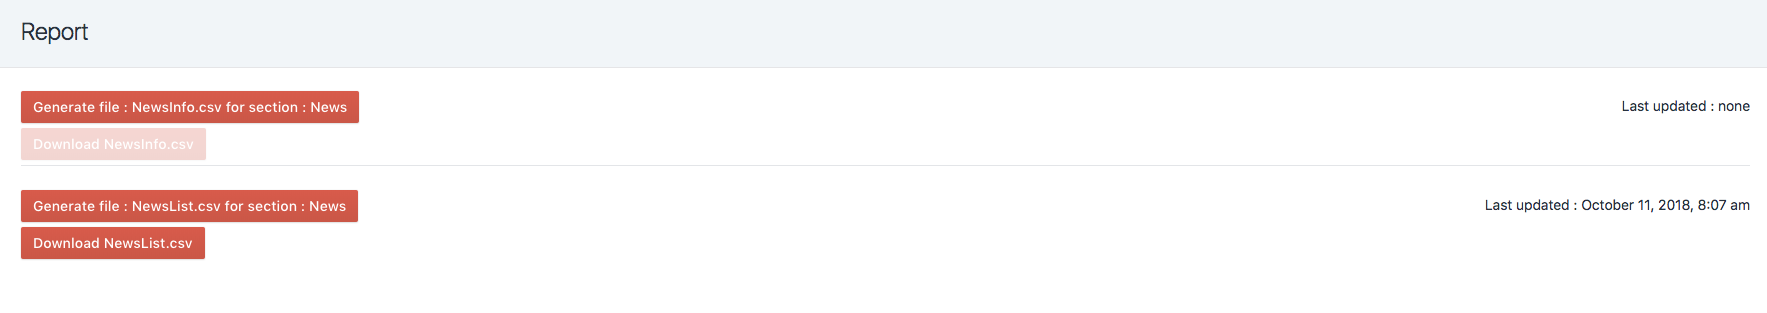 Report
Generate file : NewsInfo.csv for section : News
Last updated : none
Download NewsInfo.csv
Generate file : NewsList.csv for section : News
Last updated : October 11, 2018, 8:07 am
Download NewsList.csv